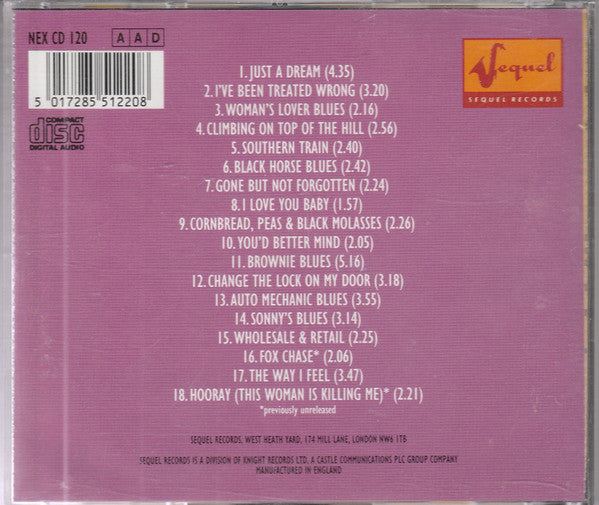 NEX CD 120
A A D
Sequel
SEQUEL RECORDS
5 017285 512208
COMPACT
disc
DIGITAL AUDIO
1. JUST A DREAM (4.35)
2. I'VE BEEN TREATED WRONG (3.20)
3. WOMAN'S LOVER BLUES (2.16)
4. CLIMBING ON TOP OF THE HILL (2.56)
5. SOUTHERN TRAIN (2.40)
6. BLACK HORSE BLUES (2.42)
7. GONE BUT NOT FORGOTTEN (2.24)
8. I LOVE YOU BABY (1.57)
9. CORNBREAD, PEAS & BLACK MOLASSES (2.26)
10. YOU'D BETTER MIND (2.05)
11. BROWNIE BLUES (5.16)
12. CHANGE THE LOCK ON MY DOOR (3.18)
13. AUTO MECHANIC BLUES (3.55)
14. SONNY'S BLUES (3.14)
15. WHOLESALE & RETAIL (2.25)
16. FOX CHASE* (2.06)
17. THE WAY I FEEL (3.47)
18. HOORAY (THIS WOMAN IS KILLING ME)* (2.21)
*previously unreleased
SEQUEL RECORDS, WEST HEATH YARD, 174 MILL LANE, LONDON NW6 1TB
SEQUEL RECORDS IS A DIVISION OF KNIGHT RECORDS LTD. A CASTLE COMMUNICATIONS PLC GROUP COMPANY
MANUFACTURED IN ENGLAND